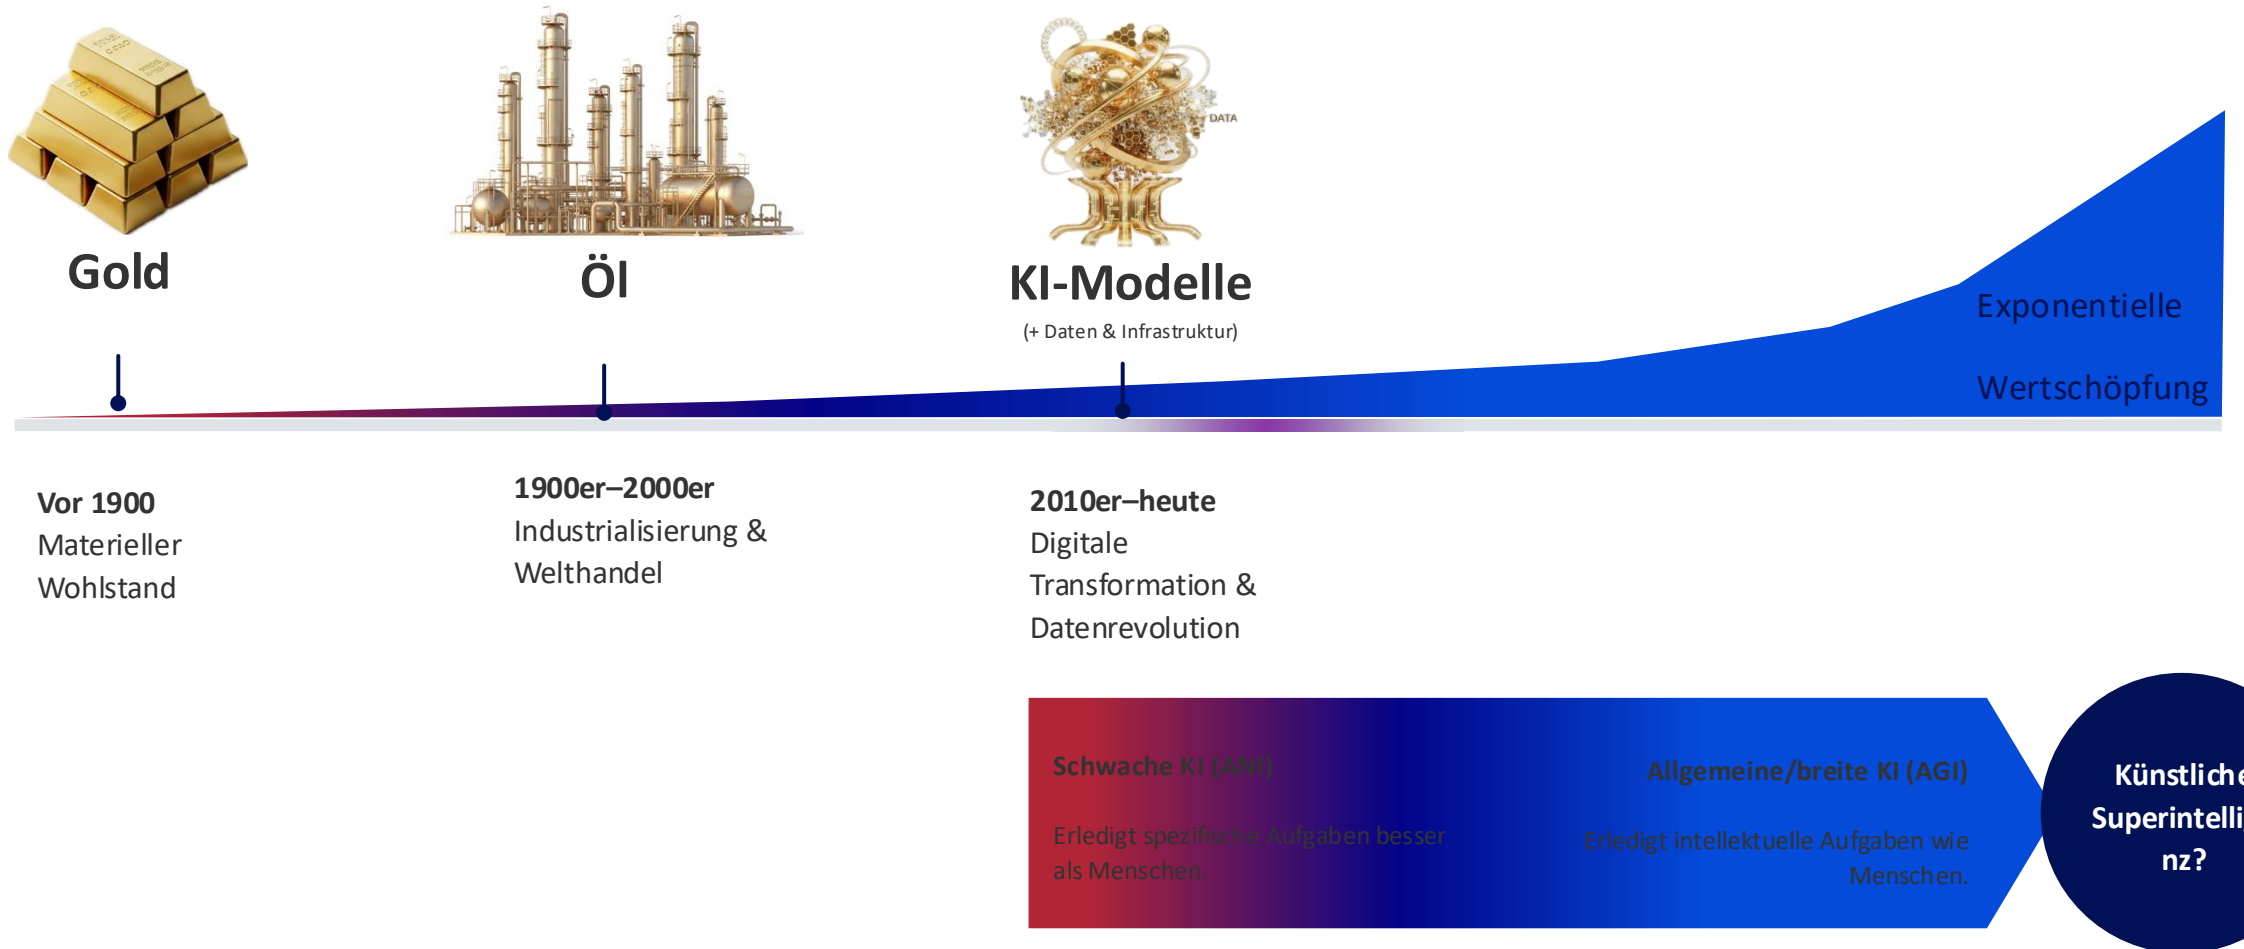 DATA
Gold
Öl
KI-Modelle
(+ Daten & Infrastruktur)
Exponentielle
Wertschöpfung
Vor 1900
Materieller
Wohlstand
1900er–2000er
Industrialisierung &
Welthandel
2010er–heute
Digitale
Transformation &
Datenrevolution
Schwache KI (ANI)
Erledigt spezifische Aufgaben besser
als Menschen.
Allgemeine/breite KI (AGI)
Erledigt intellektuelle Aufgaben wie
Menschen.
Künstliche
Superintelli
nz?